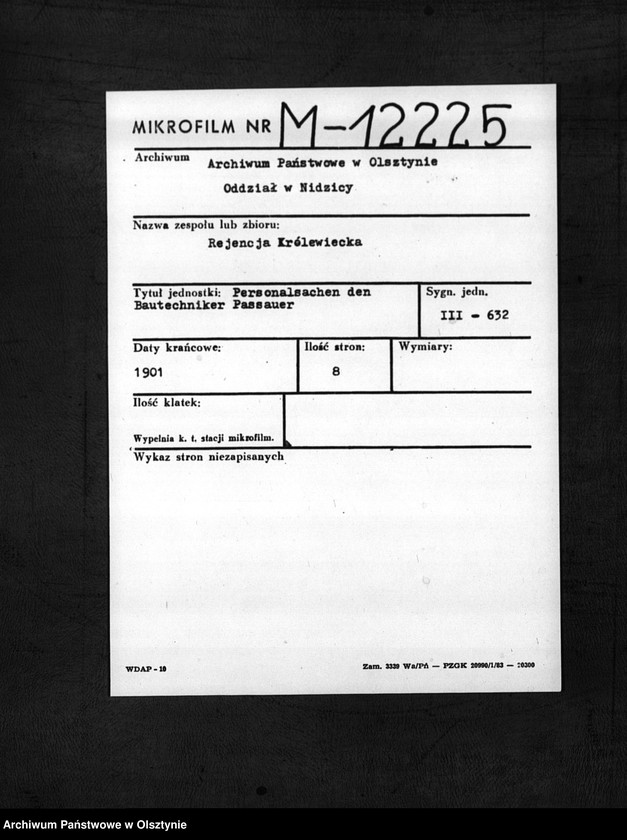 MIKROFILM NR M-12225
Archiwum Archiwum Państwowe w Olsztynie
Oddział w Nidzicy
Nazwa zespołu lub zbioru:
Rejencja Królewiecka
Tytuł jednostki: Personalsachen den
Bautechniker Passauer
Sygn. jedn.
III - 632
Daty krańcowe:
1901
Ilość stron:
8
Wymiary:
Ilość klatek:
Wypełnia k. t. stacji mikrofilm.
Wykaz stron niezapisanych
WDAP - 10
Zam. 3339 Wa/PŃ — PZGK 20990/1/83 — 20300
Archiwum Państwowe w Olsztynie